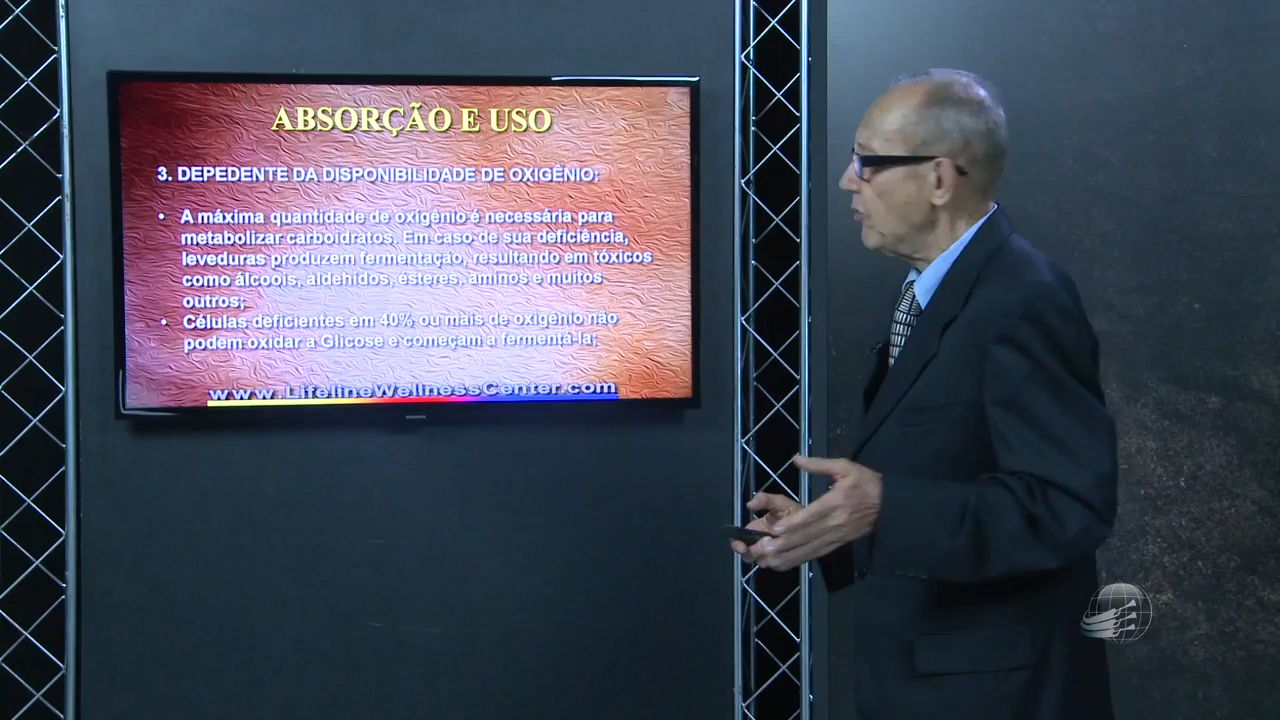 ABSORÇÃO E USO
3. DEPEDENTE DA DISPONIBILIDADE DE OXIGÊNIO:
• A máxima quantidade de oxigênio é necessária para
metabolizar carboidratos. Em caso de sua deficiência,
leveduras produzem fermentação, resultando em tóxicos
como álcoois, aldehidos, ésteres, aminos e muitos
outros;
• Células deficientes em 40% ou mais de oxigênio não
podem oxidar a Glicose e começam a fermentá-la;
www.LifelineWellnessCenter.com
SAMSUNG